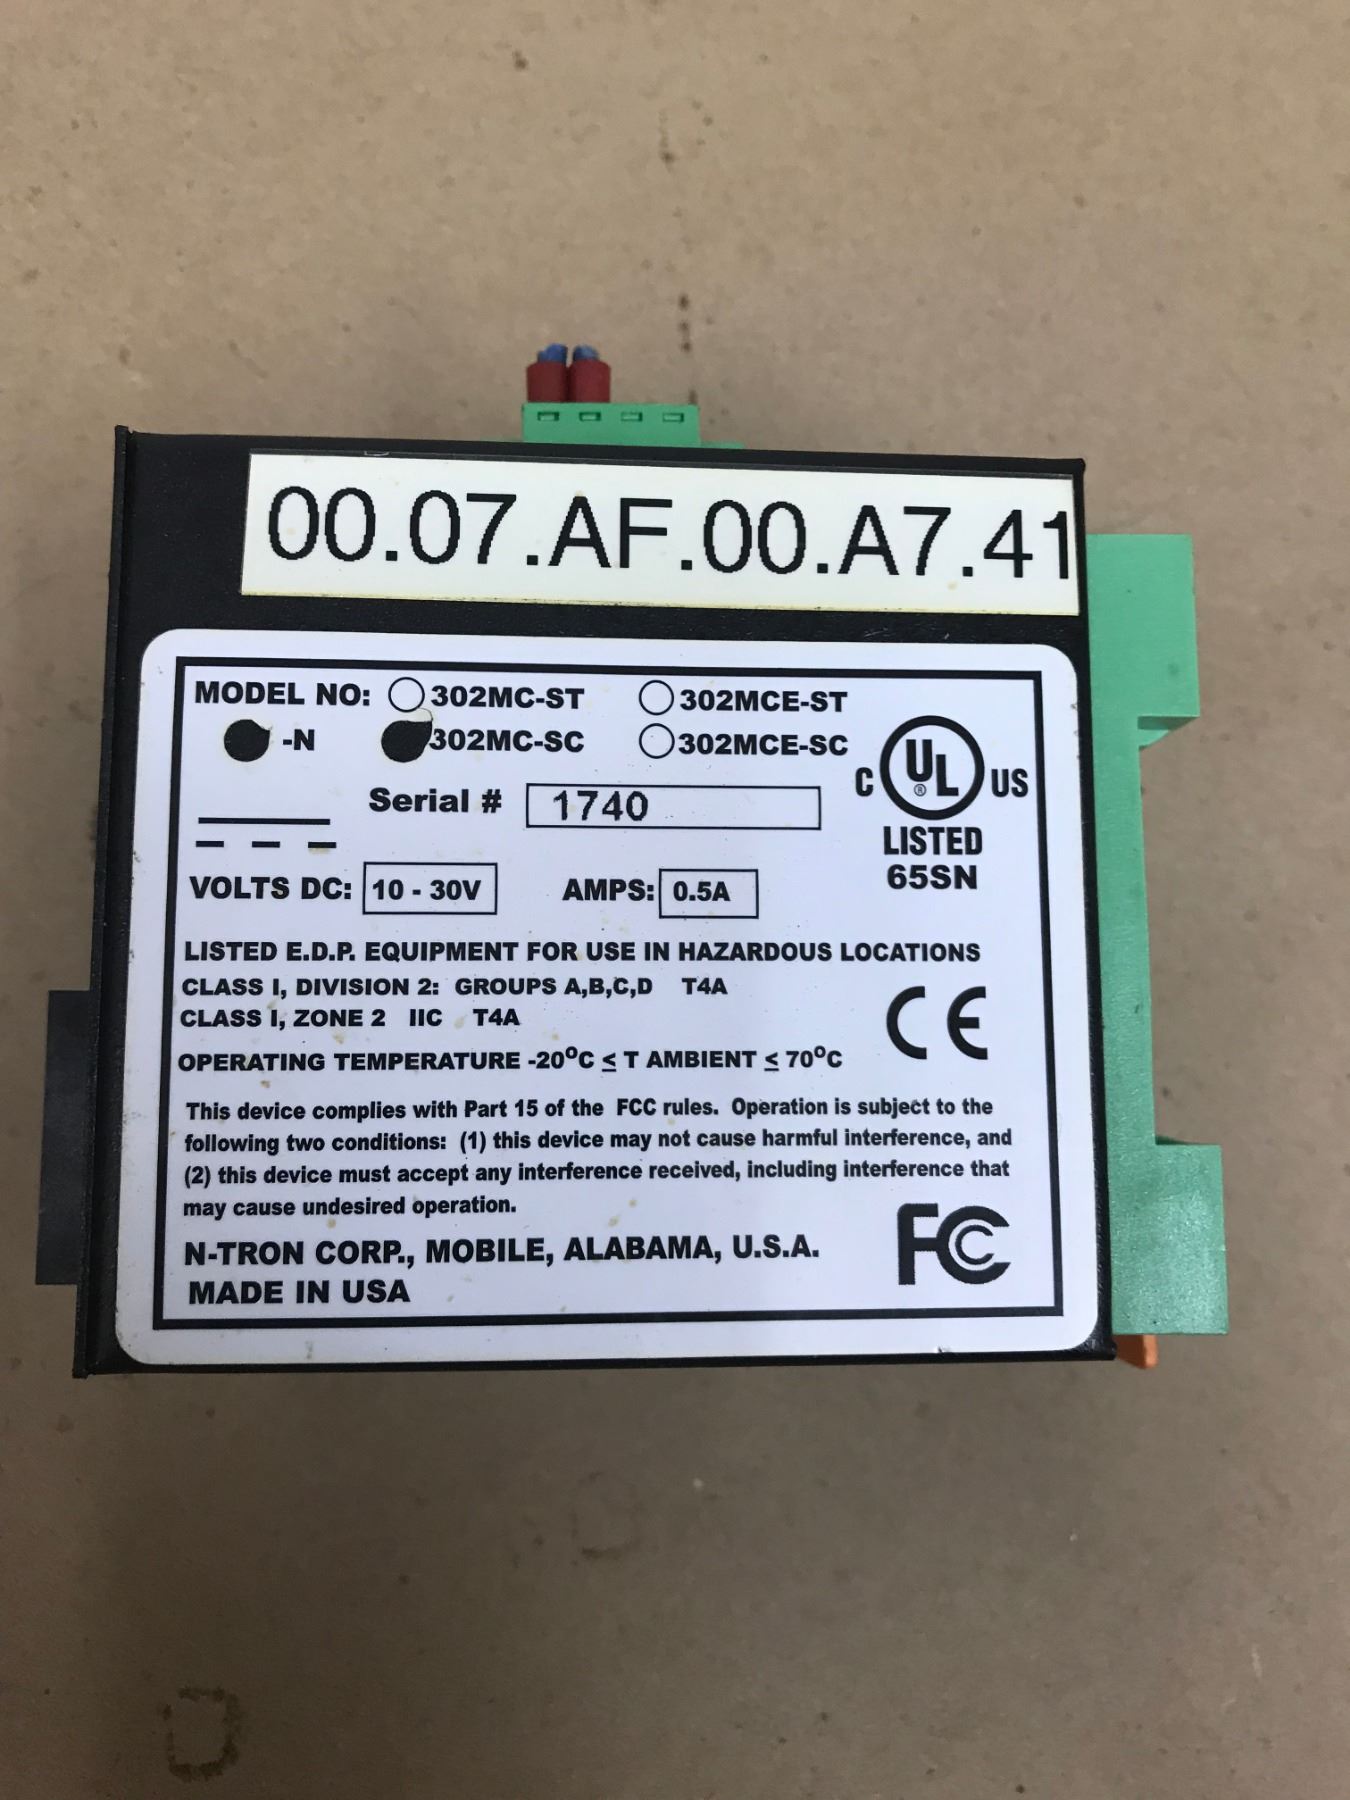 00.07.AF.00.A7.41
MODEL NO: 302MC-ST 302MCE-ST
-N 302MC-SC 302MCE-SC
C UL ® US
Serial # 1740
LISTED
65SN
VOLTS DC: 10 - 30V AMPS: 0.5A
LISTED E.D.P. EQUIPMENT FOR USE IN HAZARDOUS LOCATIONS
CLASS I, DIVISION 2: GROUPS A,B,C,D T4A
CLASS I, ZONE 2 IIC T4A
CE
OPERATING TEMPERATURE -20⁰C ≤ T AMBIENT ≤ 70⁰C
This device complies with Part 15 of the FCC rules. Operation is subject to the
following two conditions: (1) this device may not cause harmful interference, and
(2) this device must accept any interference received, including interference that
may cause undesired operation.
N-TRON CORP., MOBILE, ALABAMA, U.S.A.
MADE IN USA
FC